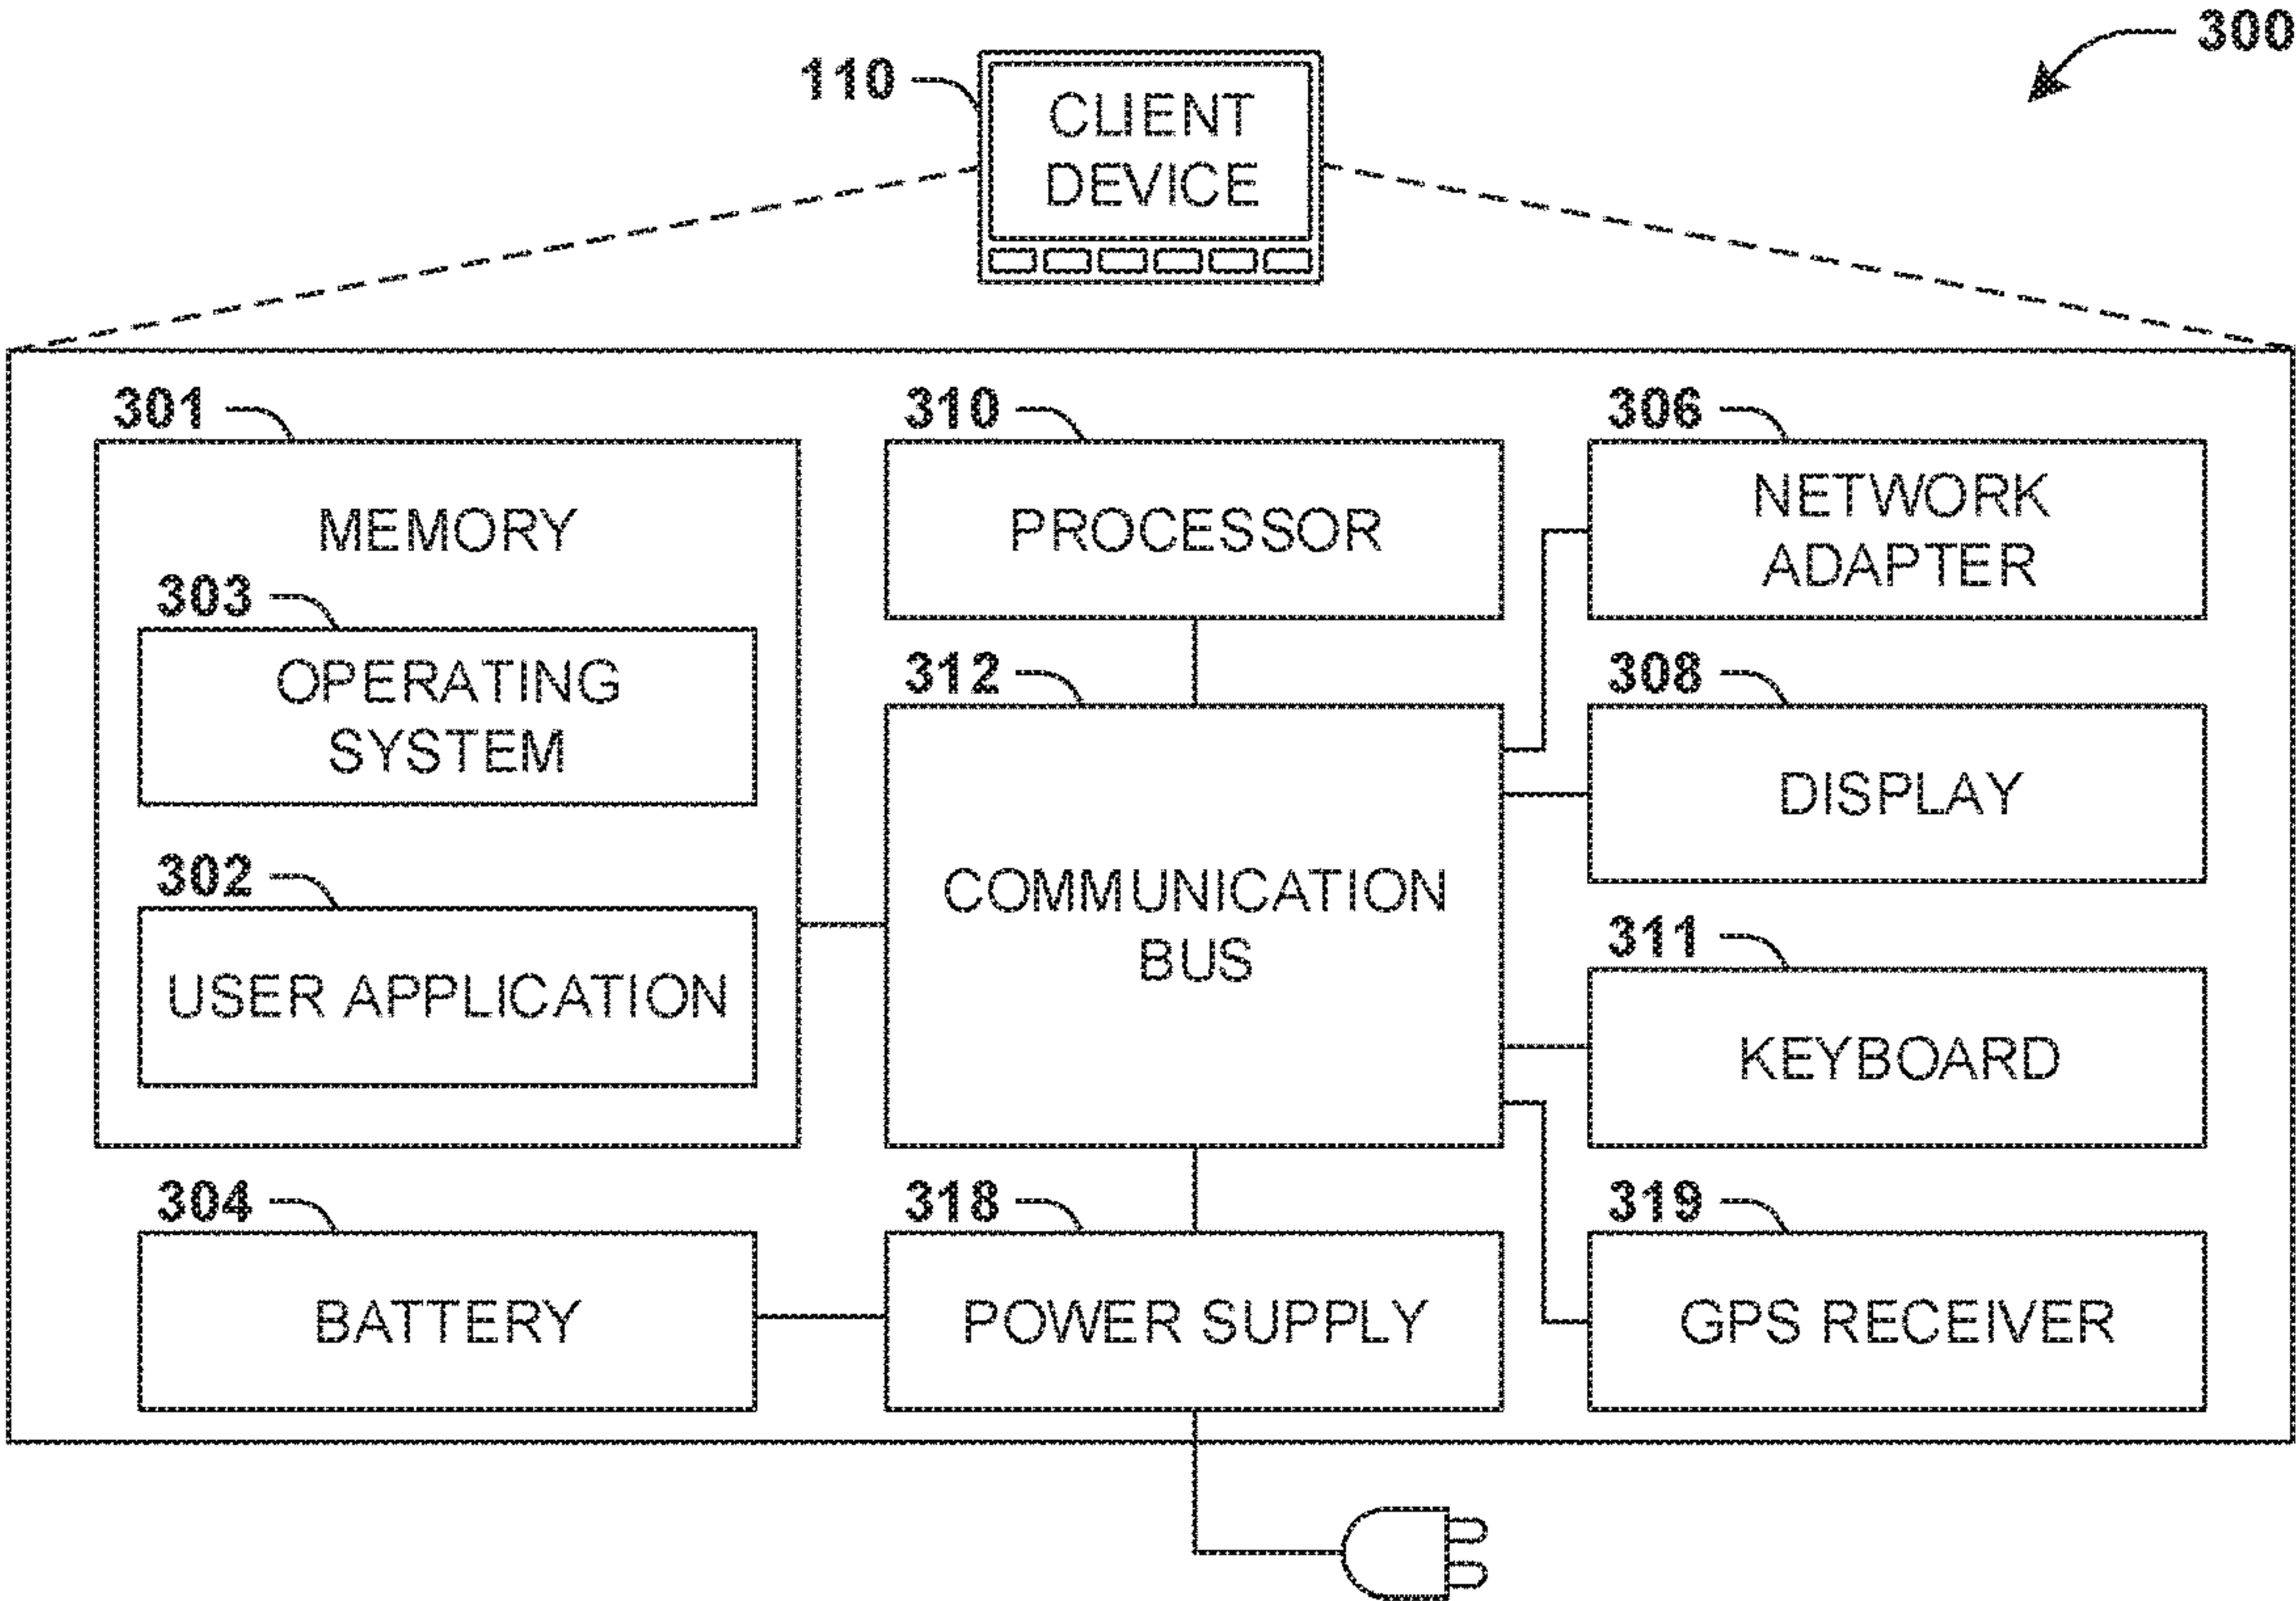 300
110
CLIENT
DEVICE
301
310
306
MEMORY
PROCESSOR
NETWORK
ADAPTER
303
OPERATING
SYSTEM
312
308
COMMUNICATION
BUS
DISPLAY
302
USER APPLICATION
311
KEYBOARD
304
318
319
BATTERY
POWER SUPPLY
GPS RECEIVER